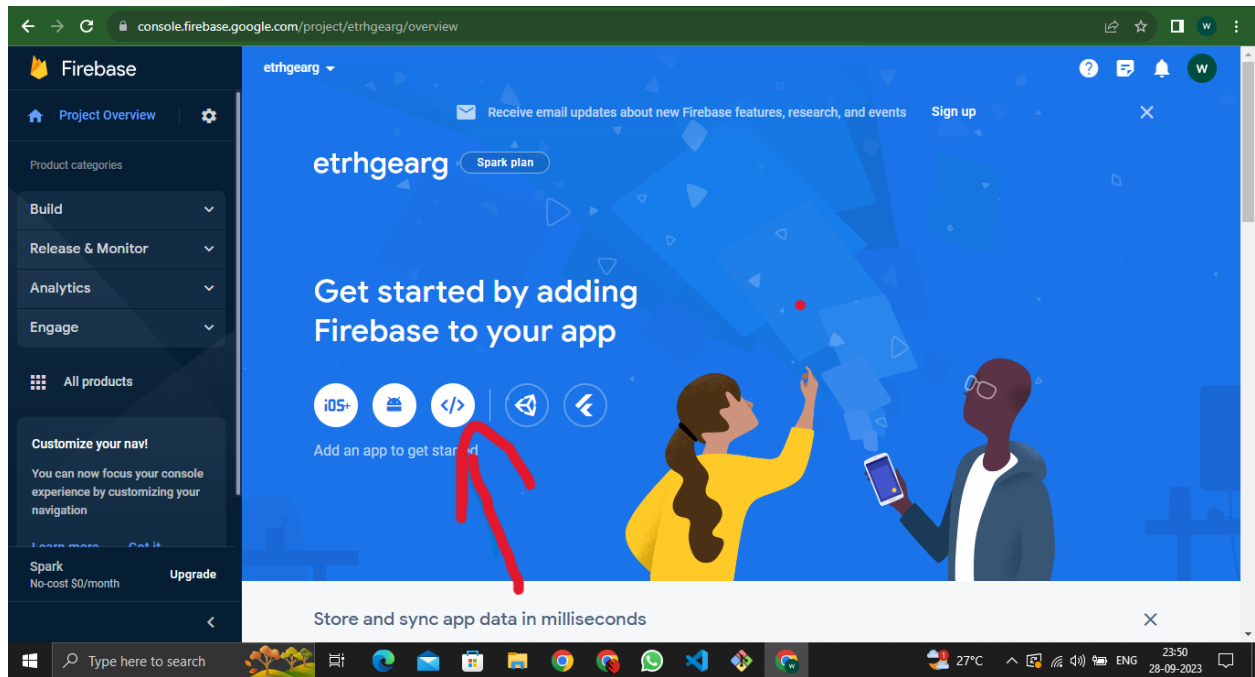 console.firebase.google.com/project/etrhgearg/overview
W
Firebase
etrhgearg
W
Project Overview
Receive email updates about new Firebase features, research, and events Sign up
Product categories
etrhgearg Spark plan
Build
Release & Monitor
Analytics
Engage
All products
Get started by adding
Firebase to your app
iOS+ </>
Add an app to get started
Customize your nav!
You can now focus your console
experience by customizing your
navigation
Learn more Got it
Spark
No-cost $0/month
Upgrade
Store and sync app data in milliseconds
Type here to search
27°C
ENG
23:50
28-09-2023